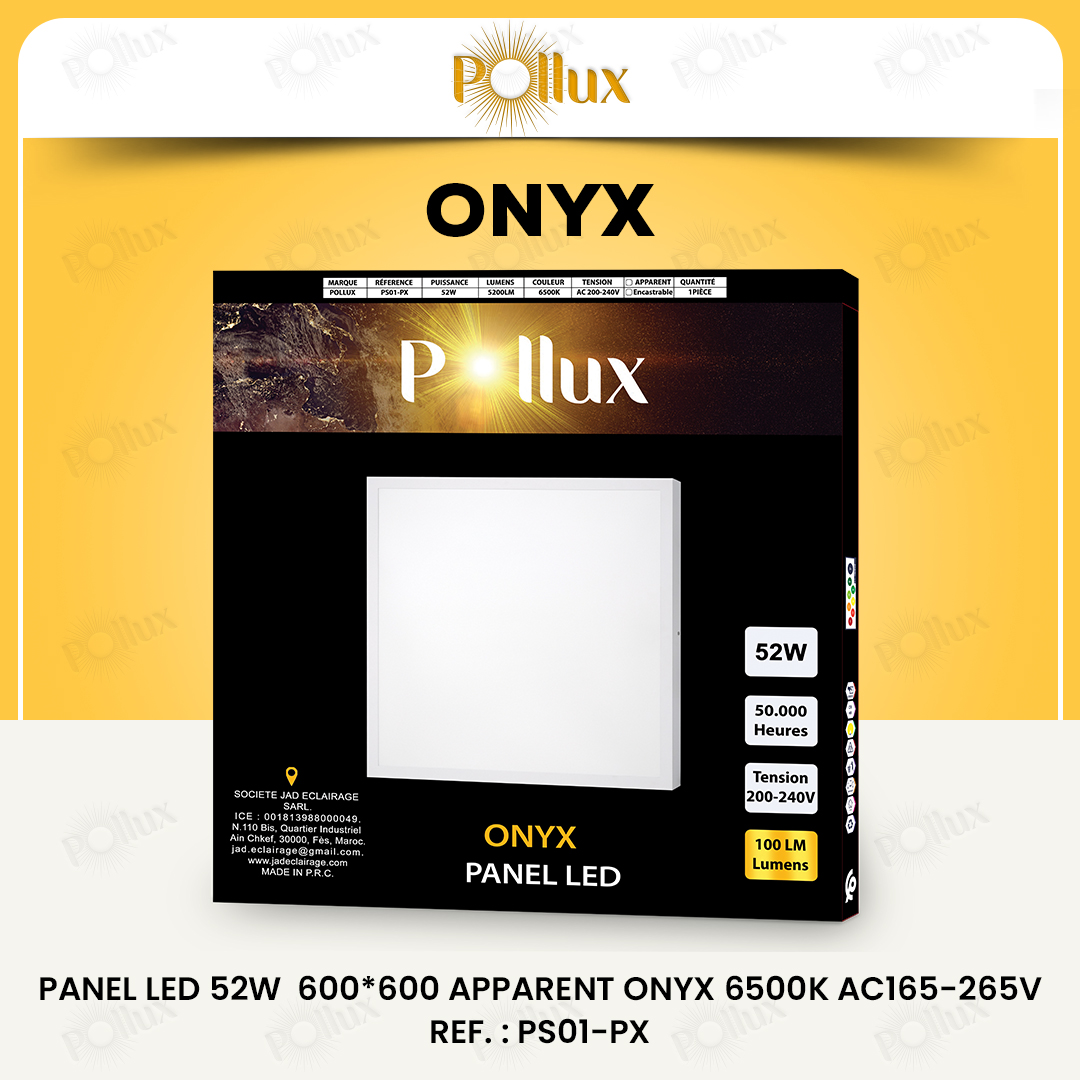 Pollux
ONYX
MARQUE RÉFERENCE PUISSANCE LUMENS COULEUR TENSION APPARENT QUANTITÉ
POLLUX PS01-PX 52W 5200LM 6500K AC 200-240V Encastrable 1 PIÈCE
Pollux
52W
50.000
Heures
Tension
200-240V
100 LM
Lumens
SOCIETE JAD ECLAIRAGE
SARL.
ICE : 001813988000049.
N.110 Bis, Quartier Industriel
Ain Chkef, 30000, Fès, Maroc.
jad.eclairage@gmail.com.
www.jadeclairage.com
MADE IN P.R.C.
ONYX
PANEL LED
PANEL LED 52W 600*600 APPARENT ONYX 6500K AC165-265V
REF. : PS01-PX